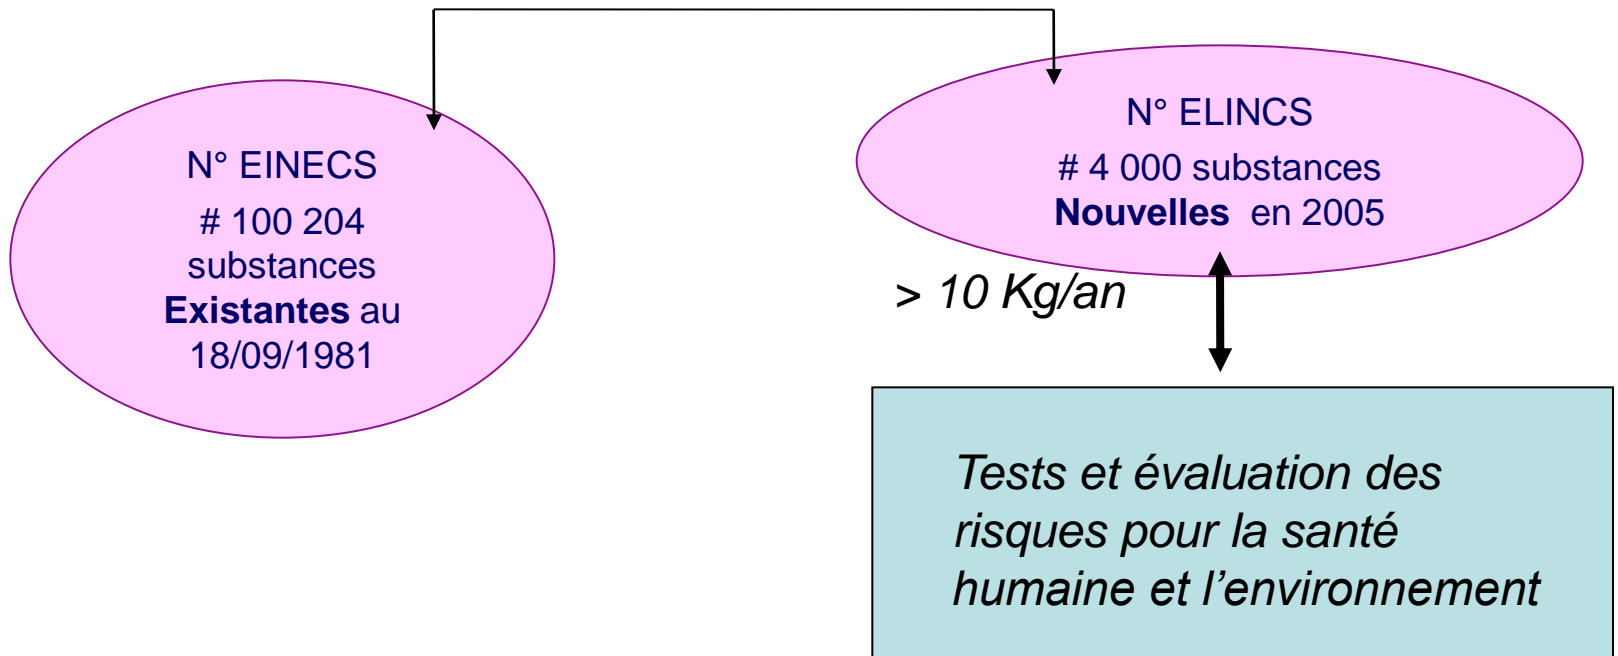 N° EINECS
# 100 204
substances
Existantes au
18/09/1981
N° ELINCS
# 4 000 substances
Nouvelles en 2005
> 10 Kg/an
Tests et évaluation des
risques pour la santé
humaine et l’environnement